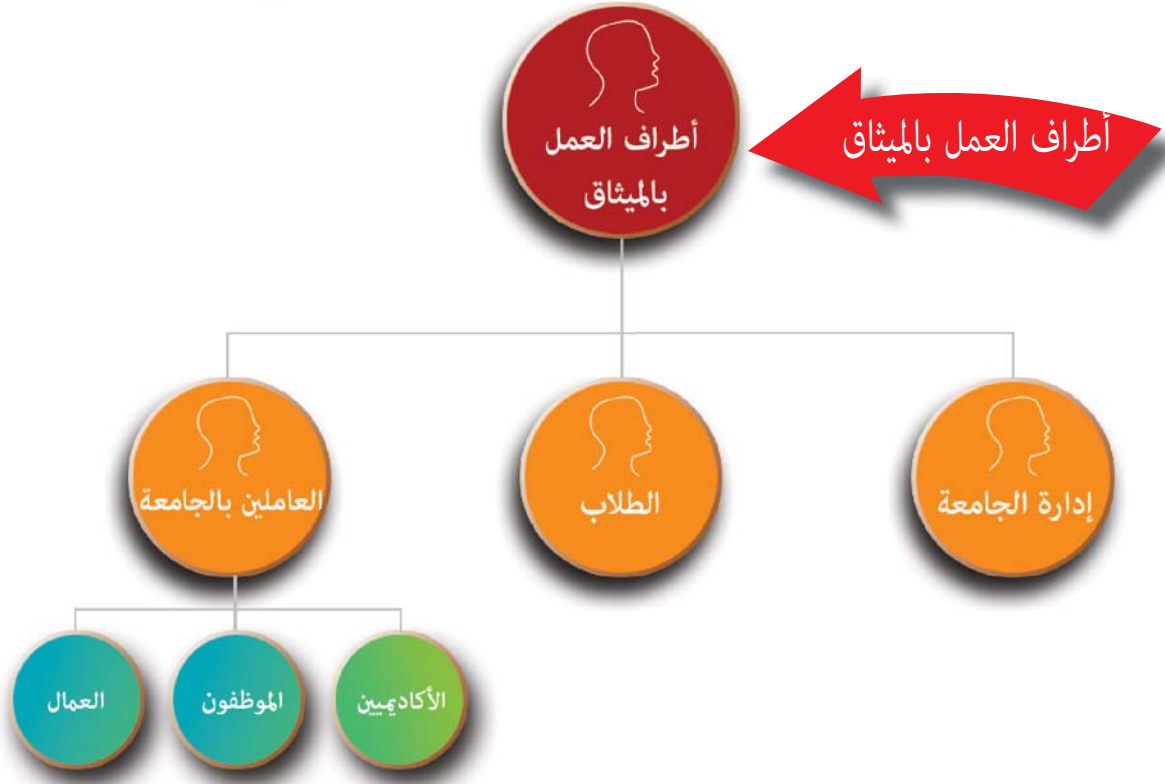 أطراف العمل بالميثاق
أطراف العمل
بالميثاق
إدارة الجامعة
الطلاب
العاملين بالجامعة
الأكاديميين
الموظفون
العمال